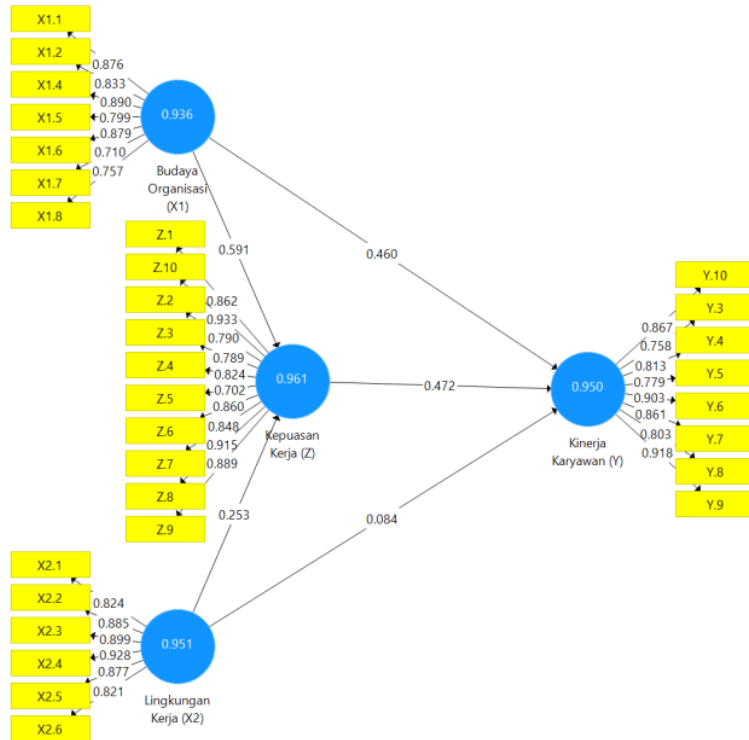 X1.1
X1.2
X1.4
X1.5
X1.6
X1.7
X1.8
0.876
0.833
0.890
0.799
0.879
0.710
0.757
0.936
Budaya
Organisasi
(X1)
0.591
0.460
Z.1
Z.10
Z.2
Z.3
Z.4
Z.5
Z.6
Z.7
Z.8
Z.9
0.862
0.933
0.790
0.789
0.824
0.702
0.860
0.848
0.915
0.889
0.961
Kepuasan
Kerja (Z)
0.472
0.950
Kinerja
Karyawan (Y)
0.867
0.758
0.813
0.779
0.903
0.861
0.803
0.918
Y.10
Y.3
Y.4
Y.5
Y.6
Y.7
Y.8
Y.9
0.253
0.084
X2.1
X2.2
X2.3
X2.4
X2.5
X2.6
0.824
0.885
0.899
0.928
0.877
0.821
0.951
Lingkungan
Kerja (X2)